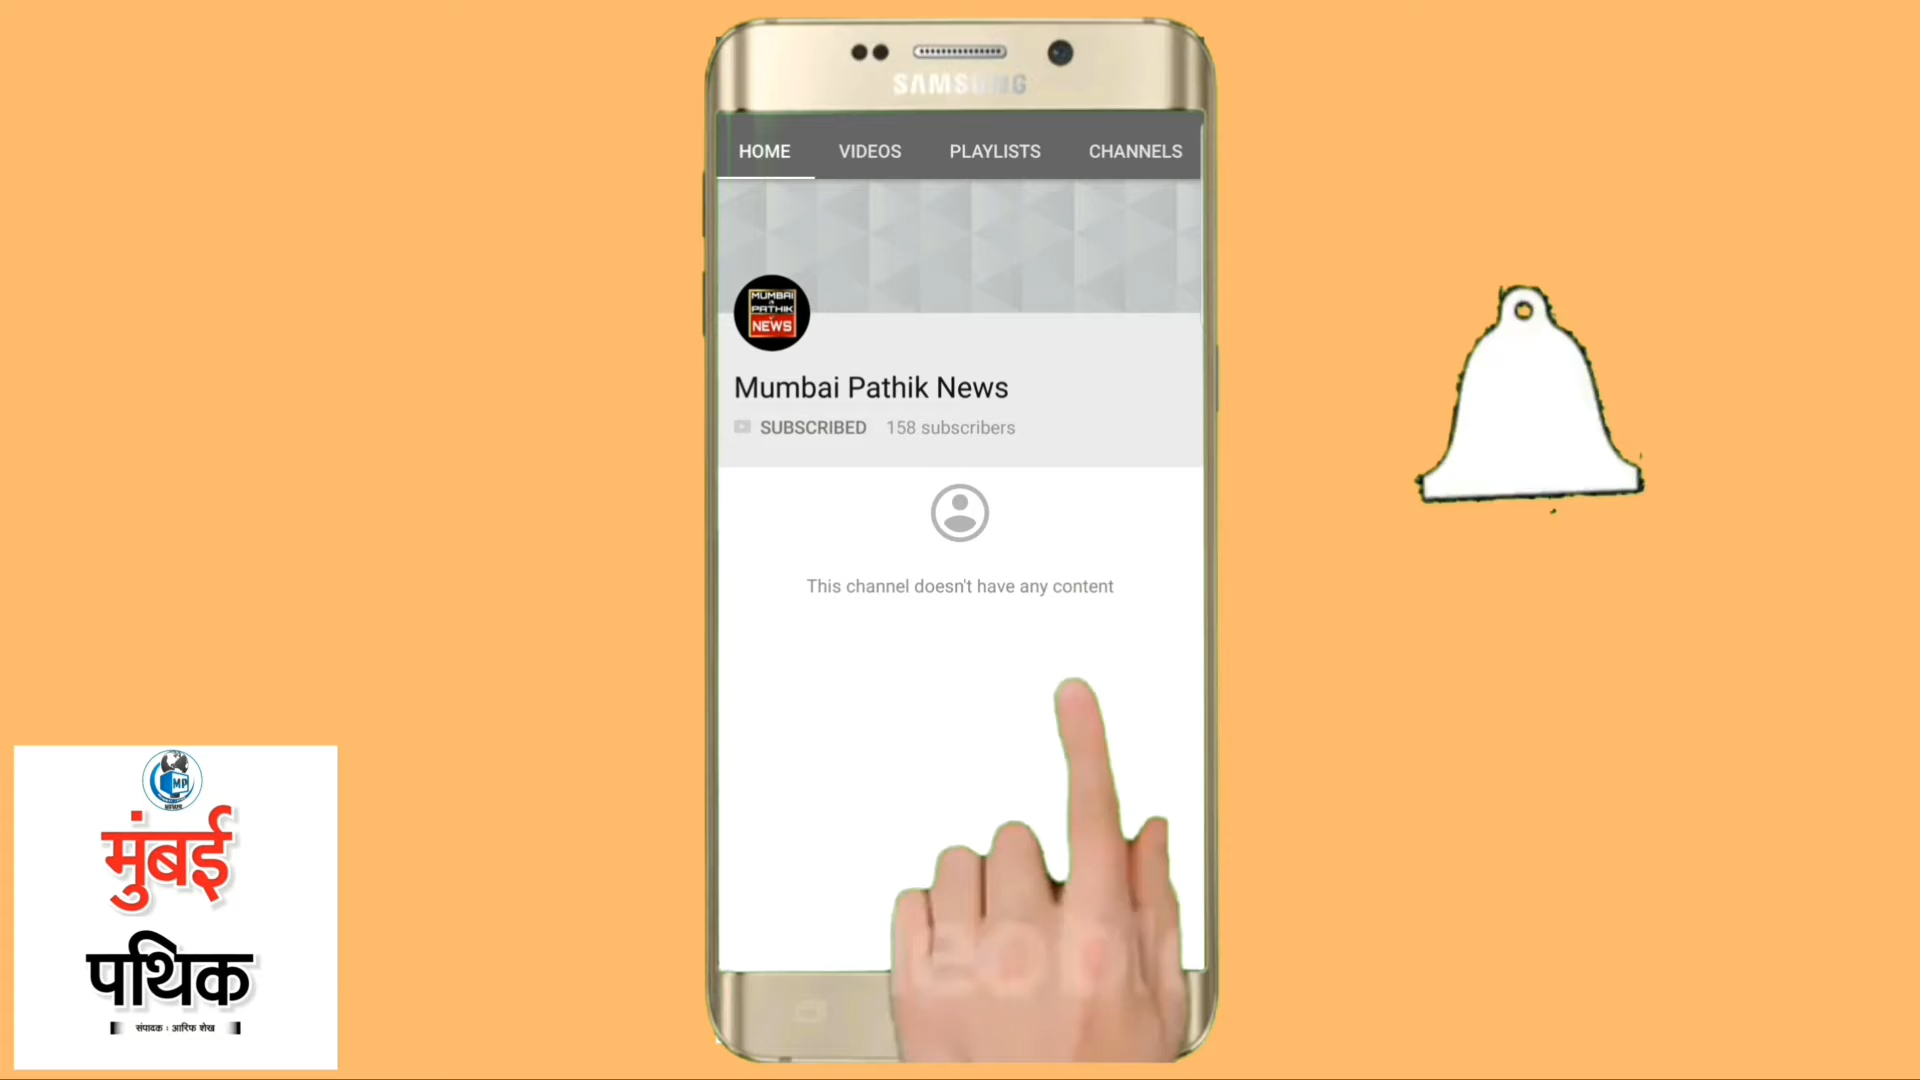 SAMSUNG
HOME VIDEOS PLAYLISTS CHANNELS
MUMBAI
PATHIK
NEWS
Mumbai Pathik News
SUBSCRIBED 158 subscribers
This channel doesn't have any content
MP
मुंबई
पथिक
संपादक : आरिफ शेख